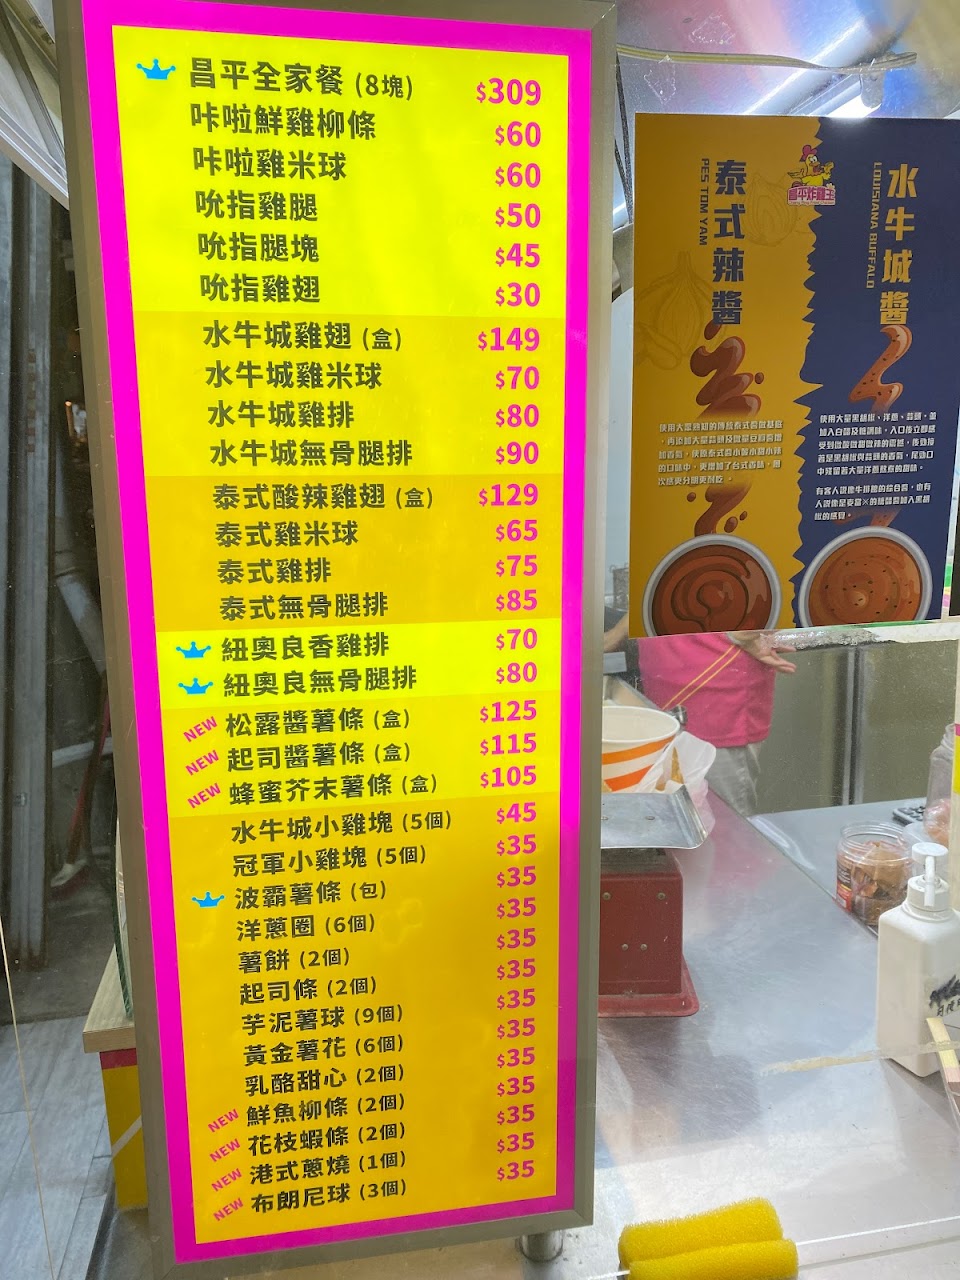 昌平全家餐 (8塊) $309
咔啦鮮雞柳條 $60
咔啦雞米球 $60
吮指雞腿 $50
吮指腿塊 $45
吮指雞翅 $30
水牛城雞翅 (盒) $149
水牛城雞米球 $70
水牛城雞排 $80
水牛城無骨腿排 $90
泰式酸辣雞翅 (盒) $129
泰式雞米球 $65
泰式雞排 $75
泰式無骨腿排 $85
紐奧良香雞排 $70
紐奧良無骨腿排 $80
NEW 松露醬薯條 (盒) $125
NEW 起司醬薯條 (盒) $115
NEW 蜂蜜芥末薯條 (盒) $105
水牛城小雞塊 (5個) $45
冠軍小雞塊 (5個) $35
波霸薯條 (包) $35
洋蔥圈 (6個) $35
薯餅 (2個) $35
起司條 (2個) $35
芋泥薯球 (9個) $35
黃金薯花 (6個) $35
乳酪甜心 (2個) $35
NEW 鮮魚柳條 (2個) $35
NEW 花枝蝦條 (2個) $35
NEW 港式蔥燒 (1個) $35
NEW 布朗尼球 (3個) $35
泰式辣醬
PES TOM YAM
昌平炸雞王
水牛城醬
LOUISIANA BUFFALO